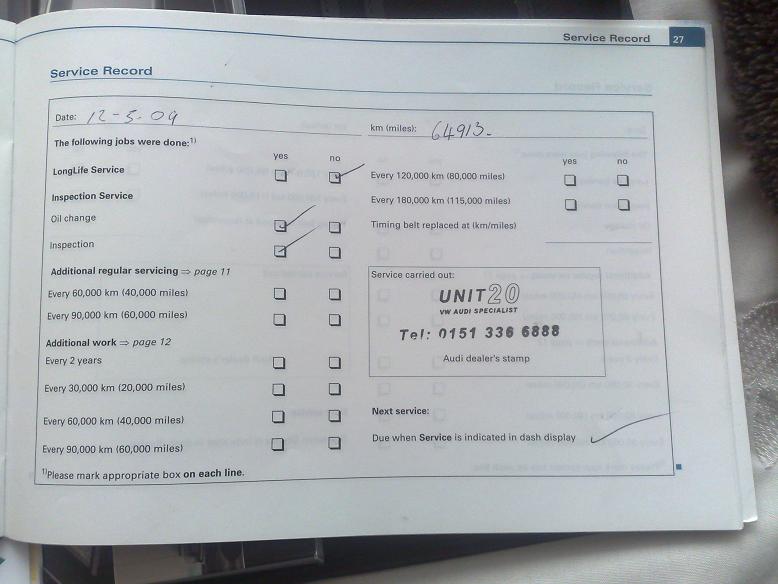 Service Record 27
Service Record
Date: 12-5-09
km (miles): 64913-
The following jobs were done:¹⁾
yes no
LongLife Service
Inspection Service
Oil change
Inspection
Additional regular servicing ⇒ page 11
Every 60,000 km (40,000 miles)
Every 90,000 km (60,000 miles)
Additional work ⇒ page 12
Every 2 years
Every 30,000 km (20,000 miles)
Every 60,000 km (40,000 miles)
Every 90,000 km (60,000 miles)
¹⁾Please mark appropriate box on each line.
yes no
Every 120,000 km (80,000 miles)
Every 180,000 km (115,000 miles)
Timing belt replaced at (km/miles)
Service carried out:
UNIT20
VW AUDI SPECIALIST
Tel: 0151 336 6888
Audi dealer's stamp
Next service:
Due when Service is indicated in dash display